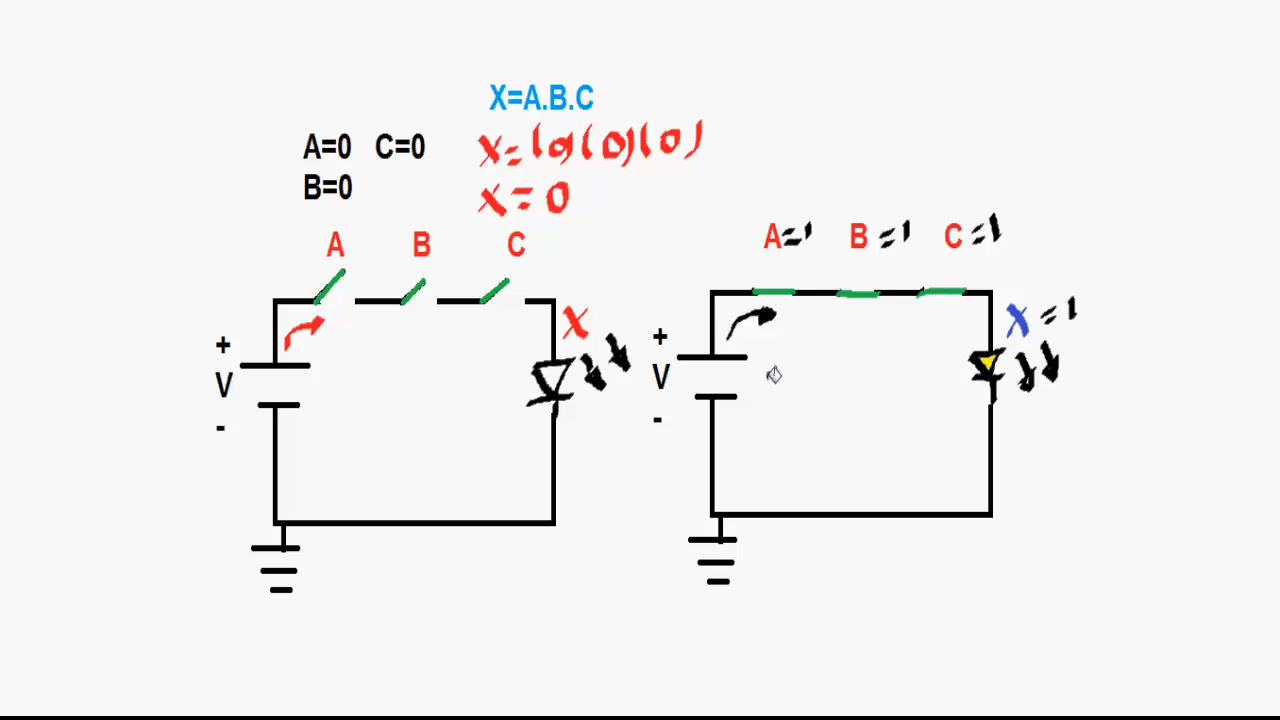 X=A.B.C
A=0 C=0
B=0
X=(0)(0)(0)
X=0
A B C
X
+
V
-
A=1 B=1 C=1
X=1
+
V
-